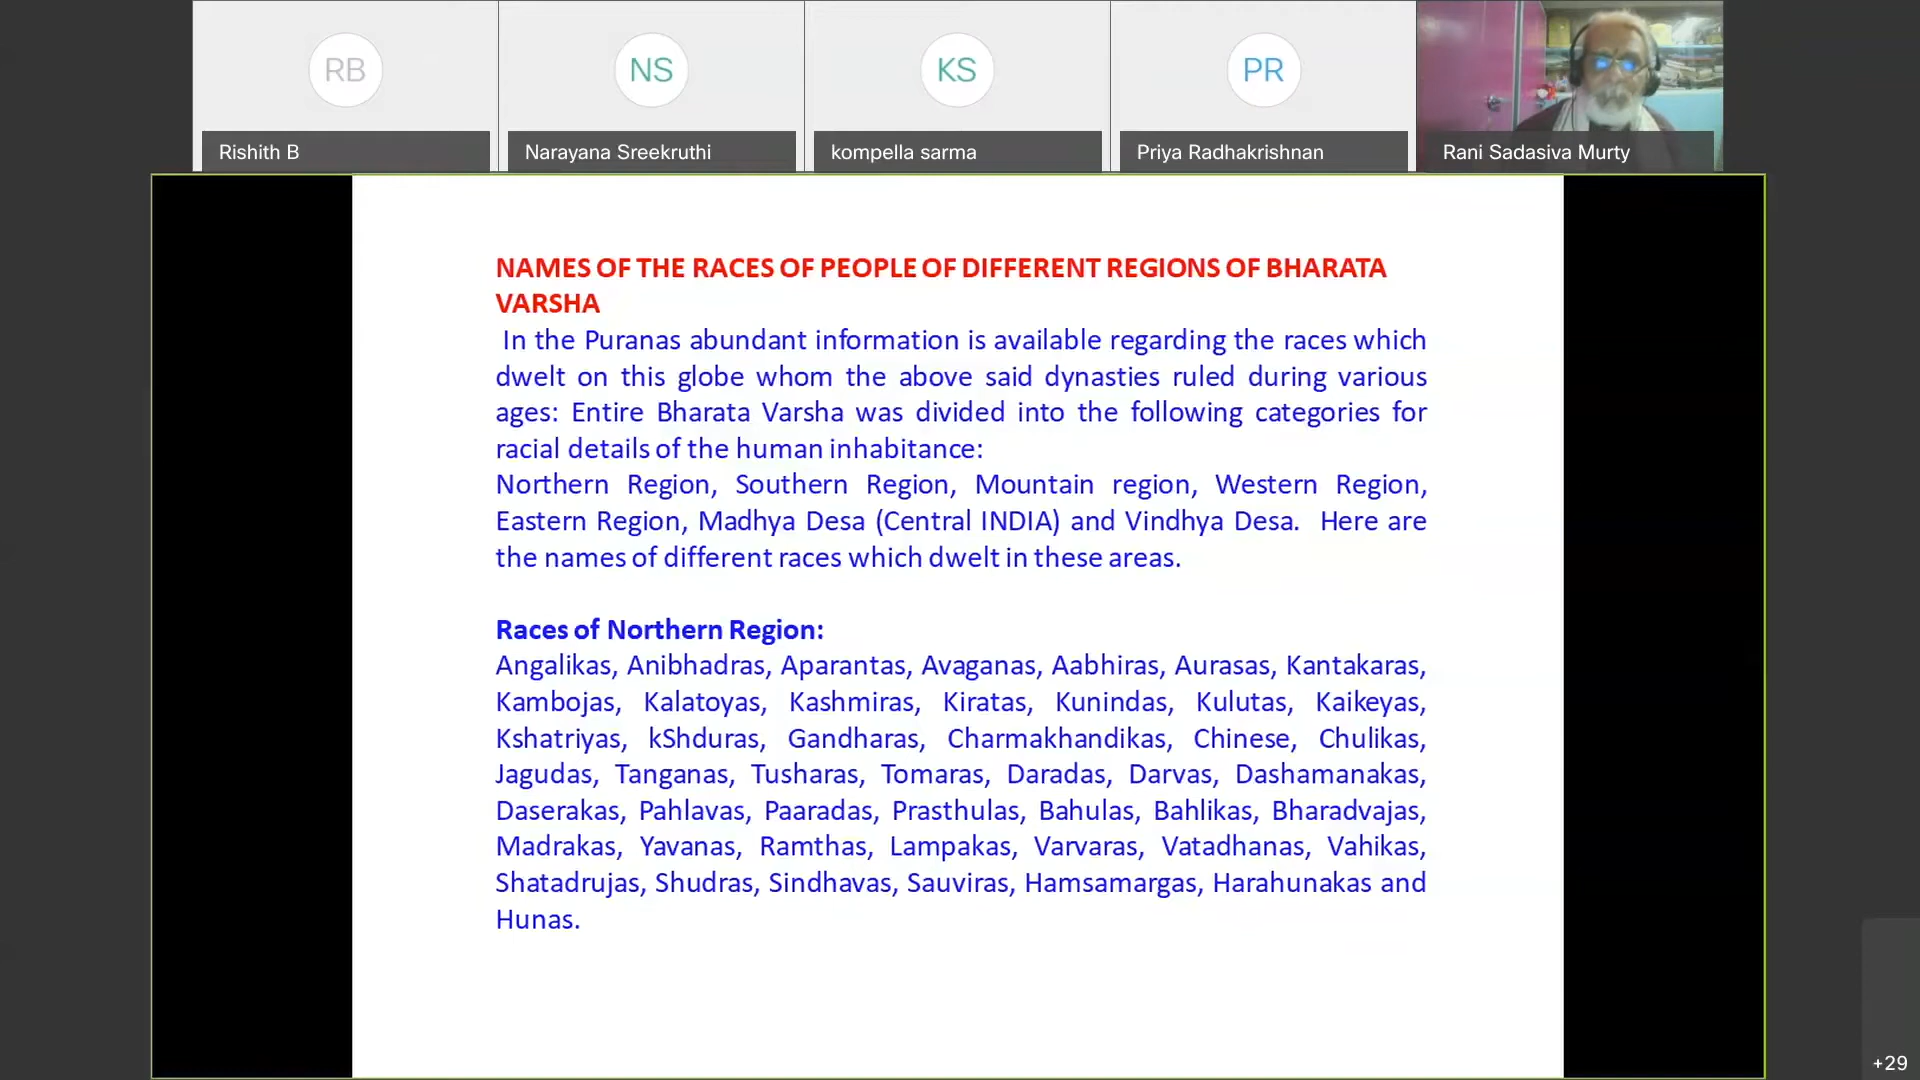 RB
NS
KS
PR
Rishith B
Narayana Sreekruthi
kompella sarma
Priya Radhakrishnan
Rani Sadasiva Murty
NAMES OF THE RACES OF PEOPLE OF DIFFERENT REGIONS OF BHARATA
VARSHA
In the Puranas abundant information is available regarding the races which
dwelt on this globe whom the above said dynasties ruled during various
ages: Entire Bharata Varsha was divided into the following categories for
racial details of the human inhabitance:
Northern Region, Southern Region, Mountain region, Western Region,
Eastern Region, Madhya Desa (Central INDIA) and Vindhya Desa. Here are
the names of different races which dwelt in these areas.
Races of Northern Region:
Angalikas, Anibhadras, Aparantas, Avaganas, Aabhiras, Aurasas, Kantakaras,
Kambojas, Kalatoyas, Kashmiras, Kiratas, Kunindas, Kulutas, Kaikeyas,
Kshatriyas, kShduras, Gandharas, Charmakhandikas, Chinese, Chulikas,
Jagudas, Tanganas, Tusharas, Tomaras, Daradas, Darvas, Dashamanakas,
Daserakas, Pahlavas, Paaradas, Prasthulas, Bahulas, Bahlikas, Bharadvajas,
Madrakas, Yavanas, Ramthas, Lampakas, Varvaras, Vatadhanas, Vahikas,
Shatadrujas, Shudras, Sindhavas, Sauviras, Hamsamargas, Harahunakas and
Hunas.
+29